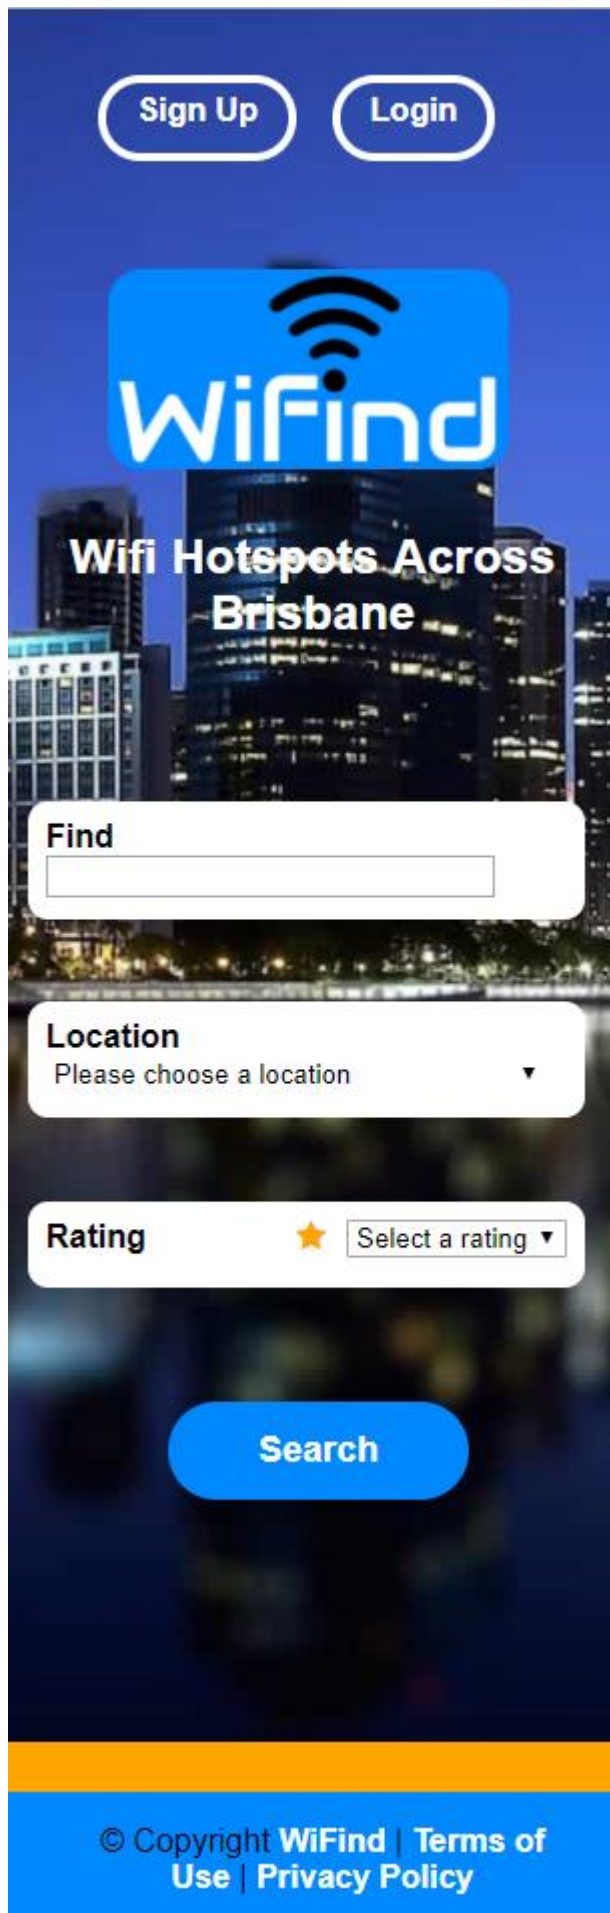 Sign Up Login
WiFind
Wifi Hotspots Across
Brisbane
Find
Location
Please choose a location
Rating Select a rating
Search
© Copyright WiFind | Terms of
Use | Privacy Policy